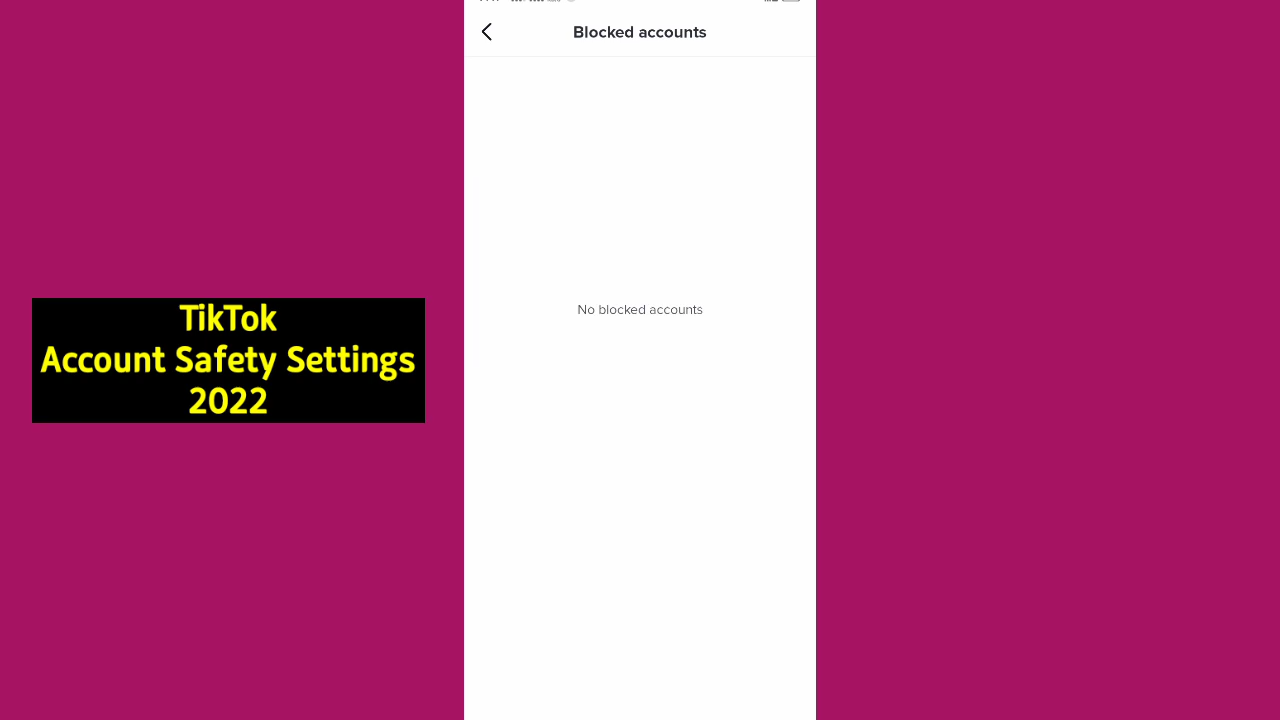 Blocked accounts
No blocked accounts
TikTok
Account Safety Settings
2022